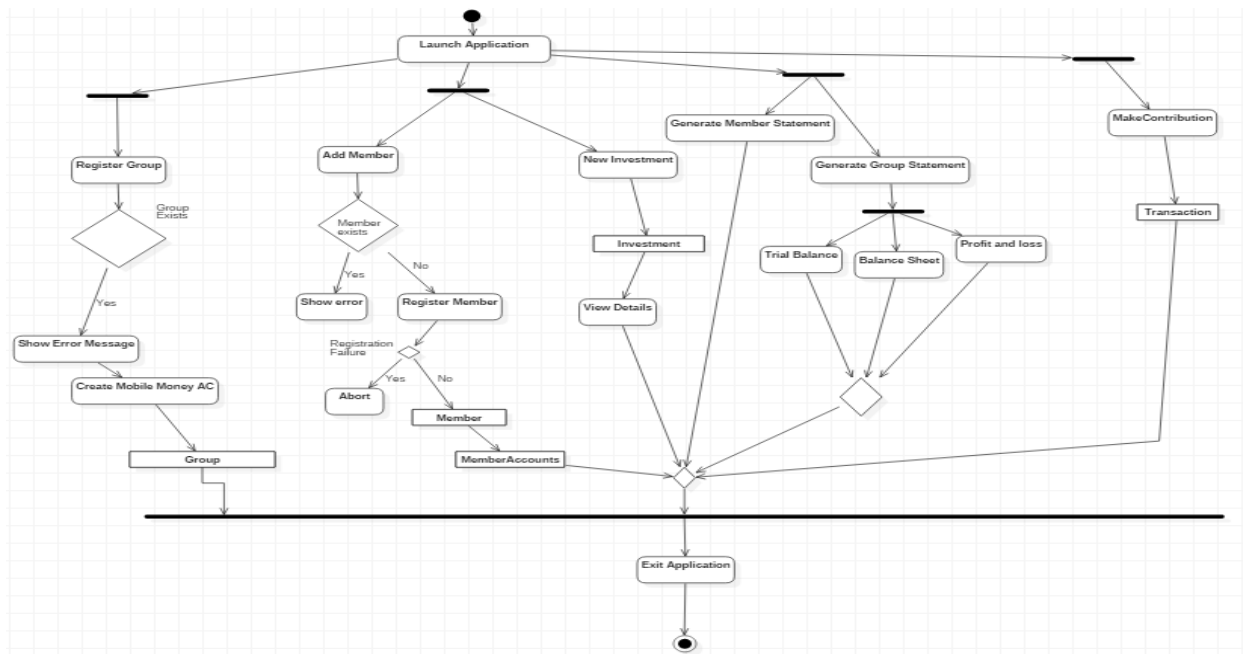 Launch Application
Generate Member Statement
MakeContribution
Register Group
Add Member
New Investment
Generate Group Statement
Group
Exists
Member
exists
Investment
Transaction
Trial Balance
Balance Sheet
Profit and loss
Yes
No
Yes
Show error
Register Member
View Details
Show Error Message
Registration
Failure
Create Mobile Money AC
Yes
No
Abort
Member
Group
MemberAccounts
Exit Application